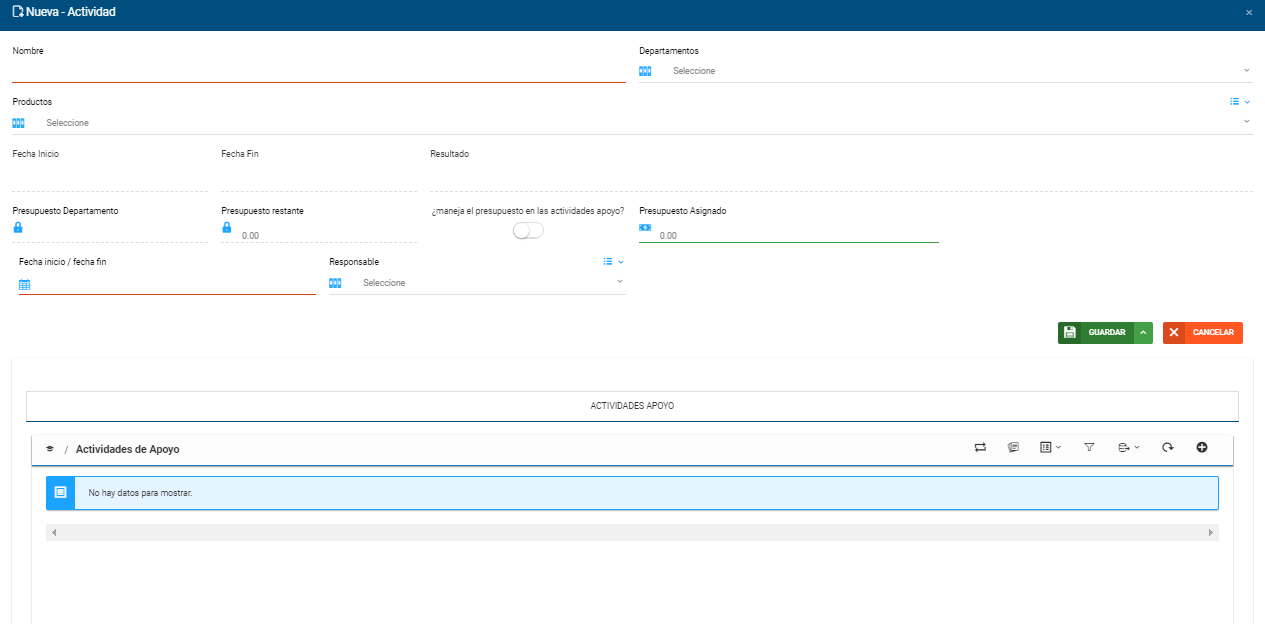 Nueva - Actividad
Nombre
Departamentos
Seleccione
Productos
Seleccione
Fecha Inicio
Fecha Fin
Resultado
Presupuesto Departamento
Presupuesto restante
¿maneja el presupuesto en las actividades apoyo?
Presupuesto Asignado
0.00
0.00
Fecha inicio / fecha fin
Responsable
Seleccione
GUARDAR
CANCELAR
ACTIVIDADES APOYO
/ Actividades de Apoyo
No hay datos para mostrar.